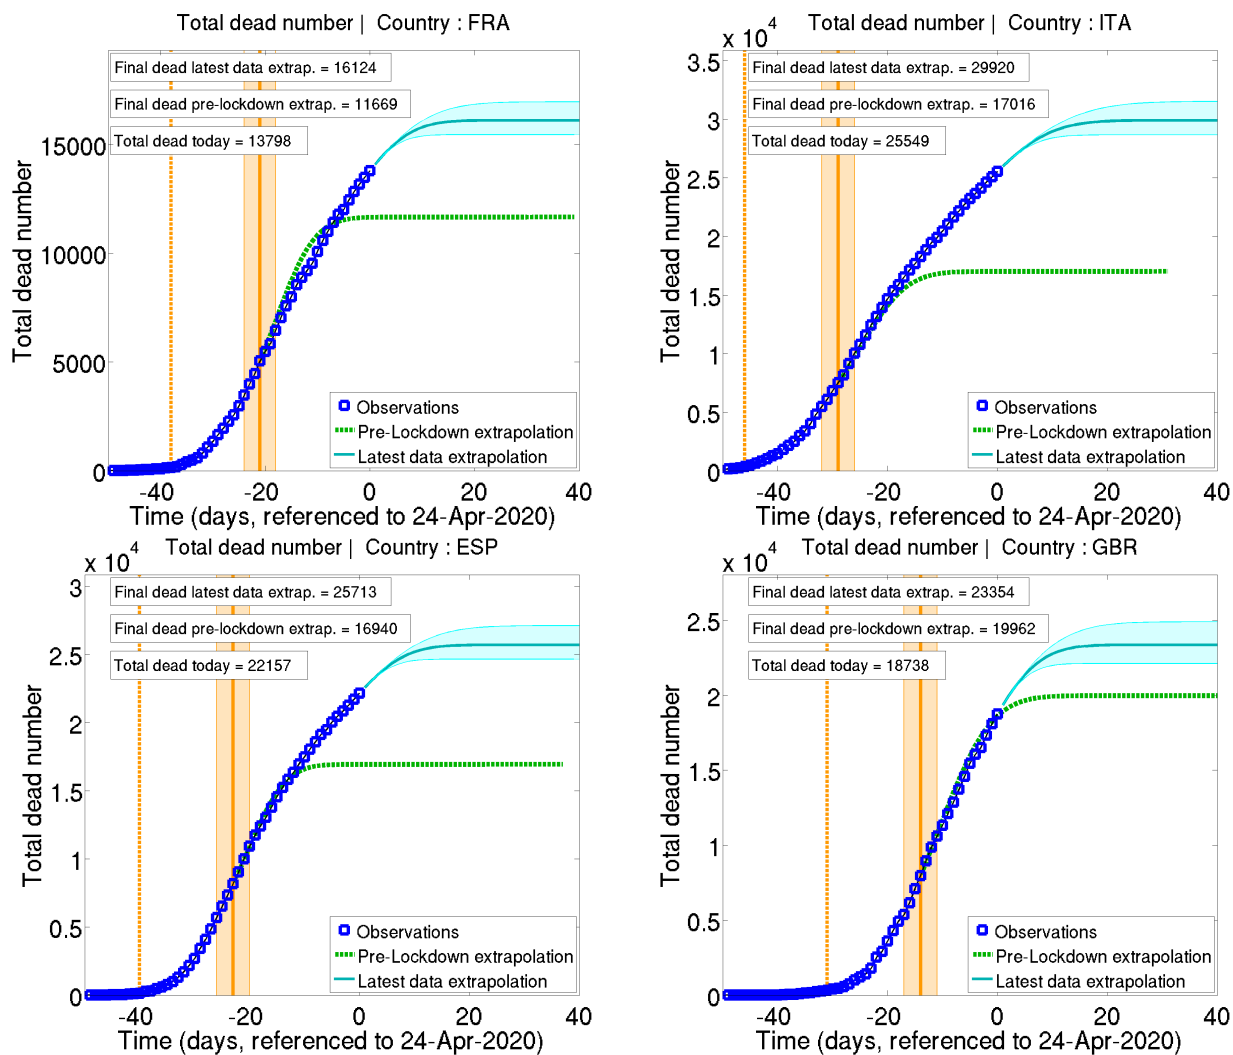 Total dead number | Country : FRA
Final dead latest data extrap. = 16124
Final dead pre-lockdown extrap. = 11669
Total dead today = 13798
15000
10000
5000
0
Total dead number
Observations
Pre-Lockdown extrapolation
Latest data extrapolation
-40 -20 0 20 40
Time (days, referenced to 24-Apr-2020)
Total dead number | Country : ITA
x 10^4
Final dead latest data extrap. = 29920
Final dead pre-lockdown extrap. = 17016
Total dead today = 25549
3.5
3
2.5
2
1.5
1
0.5
0
Total dead number
Observations
Pre-Lockdown extrapolation
Latest data extrapolation
-40 -20 0 20 40
Time (days, referenced to 24-Apr-2020)
Total dead number | Country : ESP
x 10^4
Final dead latest data extrap. = 25713
Final dead pre-lockdown extrap. = 16940
Total dead today = 22157
3
2.5
2
1.5
1
0.5
0
Total dead number
Observations
Pre-Lockdown extrapolation
Latest data extrapolation
-40 -20 0 20 40
Time (days, referenced to 24-Apr-2020)
Total dead number | Country : GBR
x 10^4
Final dead latest data extrap. = 23354
Final dead pre-lockdown extrap. = 19962
Total dead today = 18738
2.5
2
1.5
1
0.5
0
Total dead number
Observations
Pre-Lockdown extrapolation
Latest data extrapolation
-40 -20 0 20 40
Time (days, referenced to 24-Apr-2020)